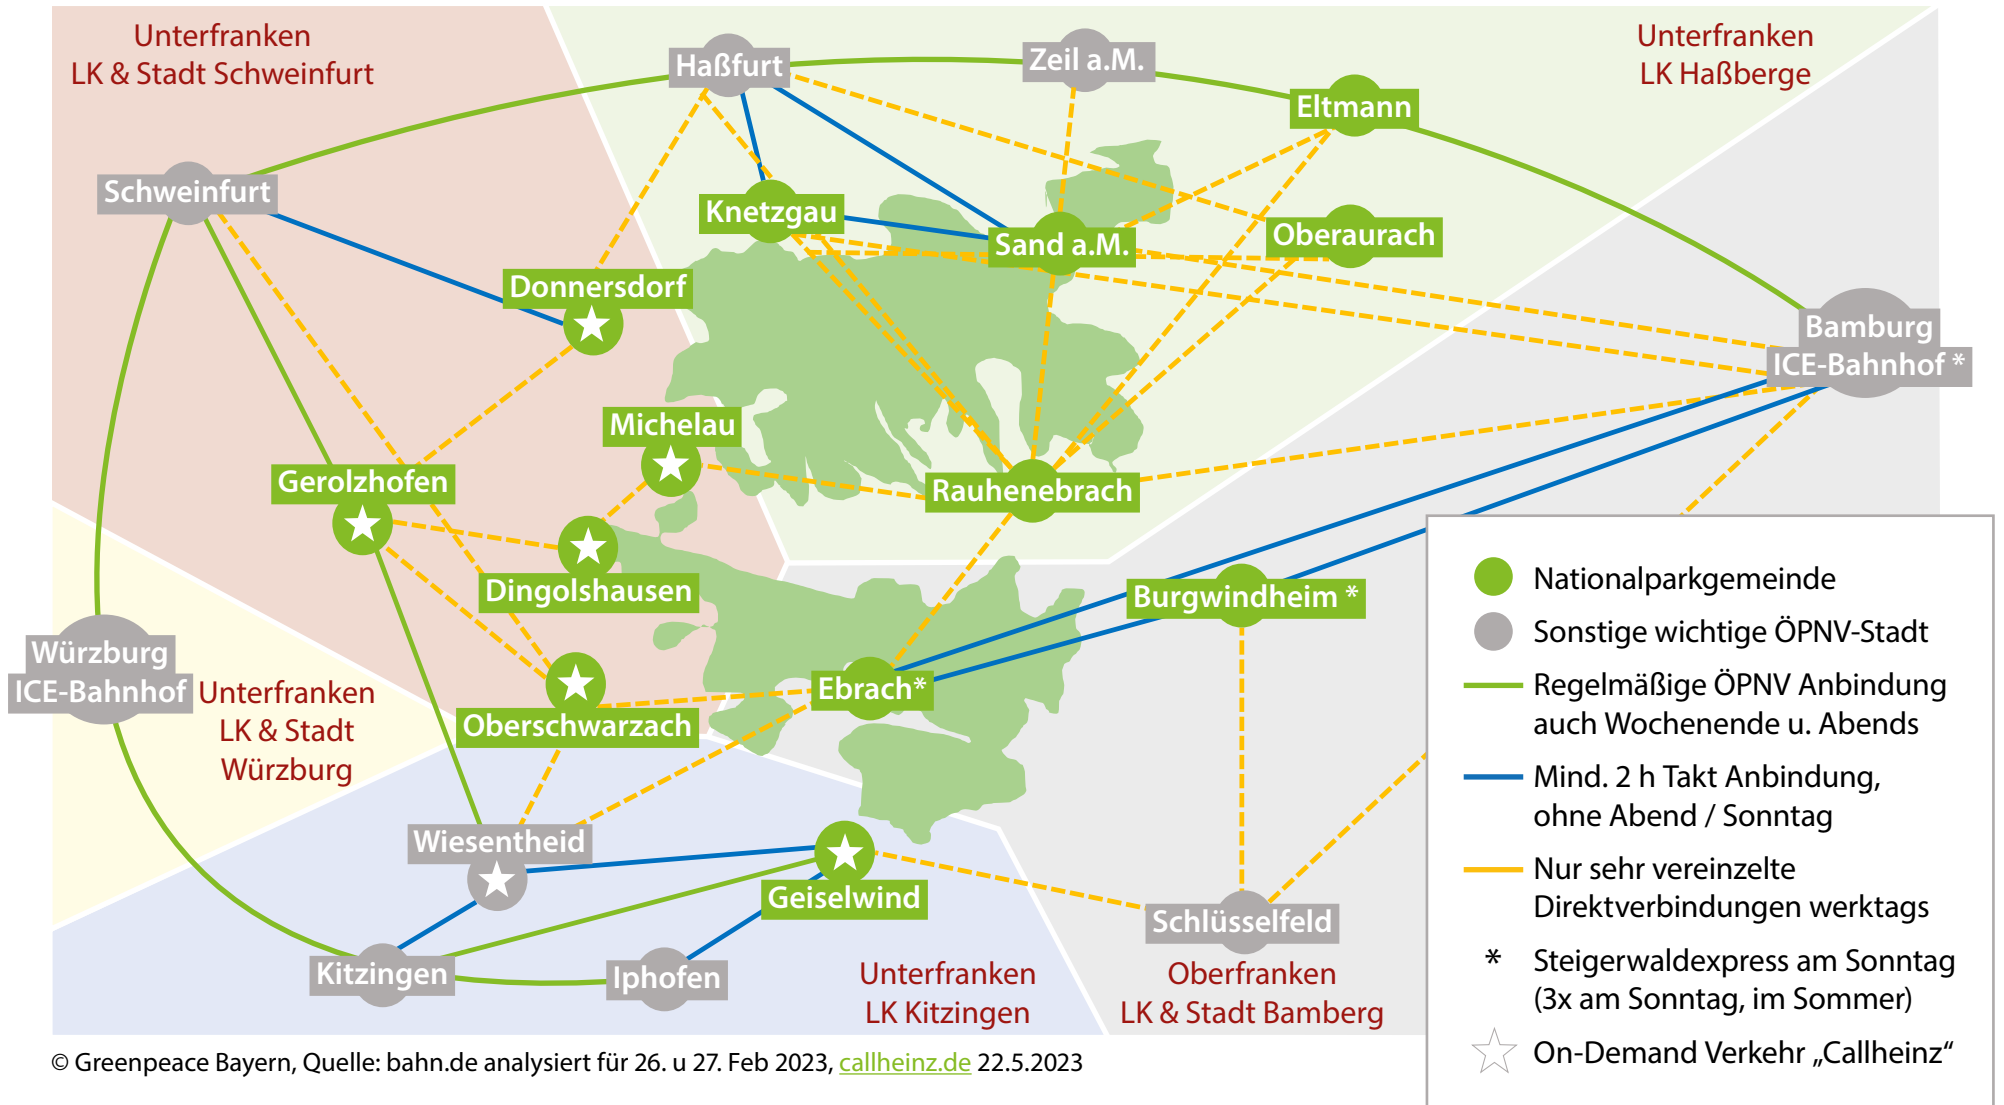 Unterfranken
LK & Stadt Schweinfurt
Haßfurt
Zeil a.M.
Unterfranken
LK Haßberge
Eltmann
Schweinfurt
Knetzgau
Sand a.M.
Oberaurach
Donnersdorf
Bamburg
ICE-Bahnhof *
Michelau
Gerolzhofen
Rauhenebrach
Dingolshausen
Burgwindheim *
Würzburg
ICE-Bahnhof
Unterfranken
LK & Stadt
Würzburg
Oberschwarzach
Ebrach*
Wiesentheid
Geiselwind
Schlüsselfeld
Kitzingen
Iphofen
Unterfranken
LK Kitzingen
Oberfranken
LK & Stadt Bamberg
Nationalparkgemeinde
Sonstige wichtige ÖPNV-Stadt
Regelmäßige ÖPNV Anbindung
auch Wochenende u. Abends
Mind. 2 h Takt Anbindung,
ohne Abend / Sonntag
Nur sehr vereinzelte
Direktverbindungen werktags
* Steigerwaldexpress am Sonntag
(3x am Sonntag, im Sommer)
On-Demand Verkehr „Callheinz“
© Greenpeace Bayern, Quelle: bahn.de analysiert für 26. u 27. Feb 2023, callheinz.de 22.5.2023